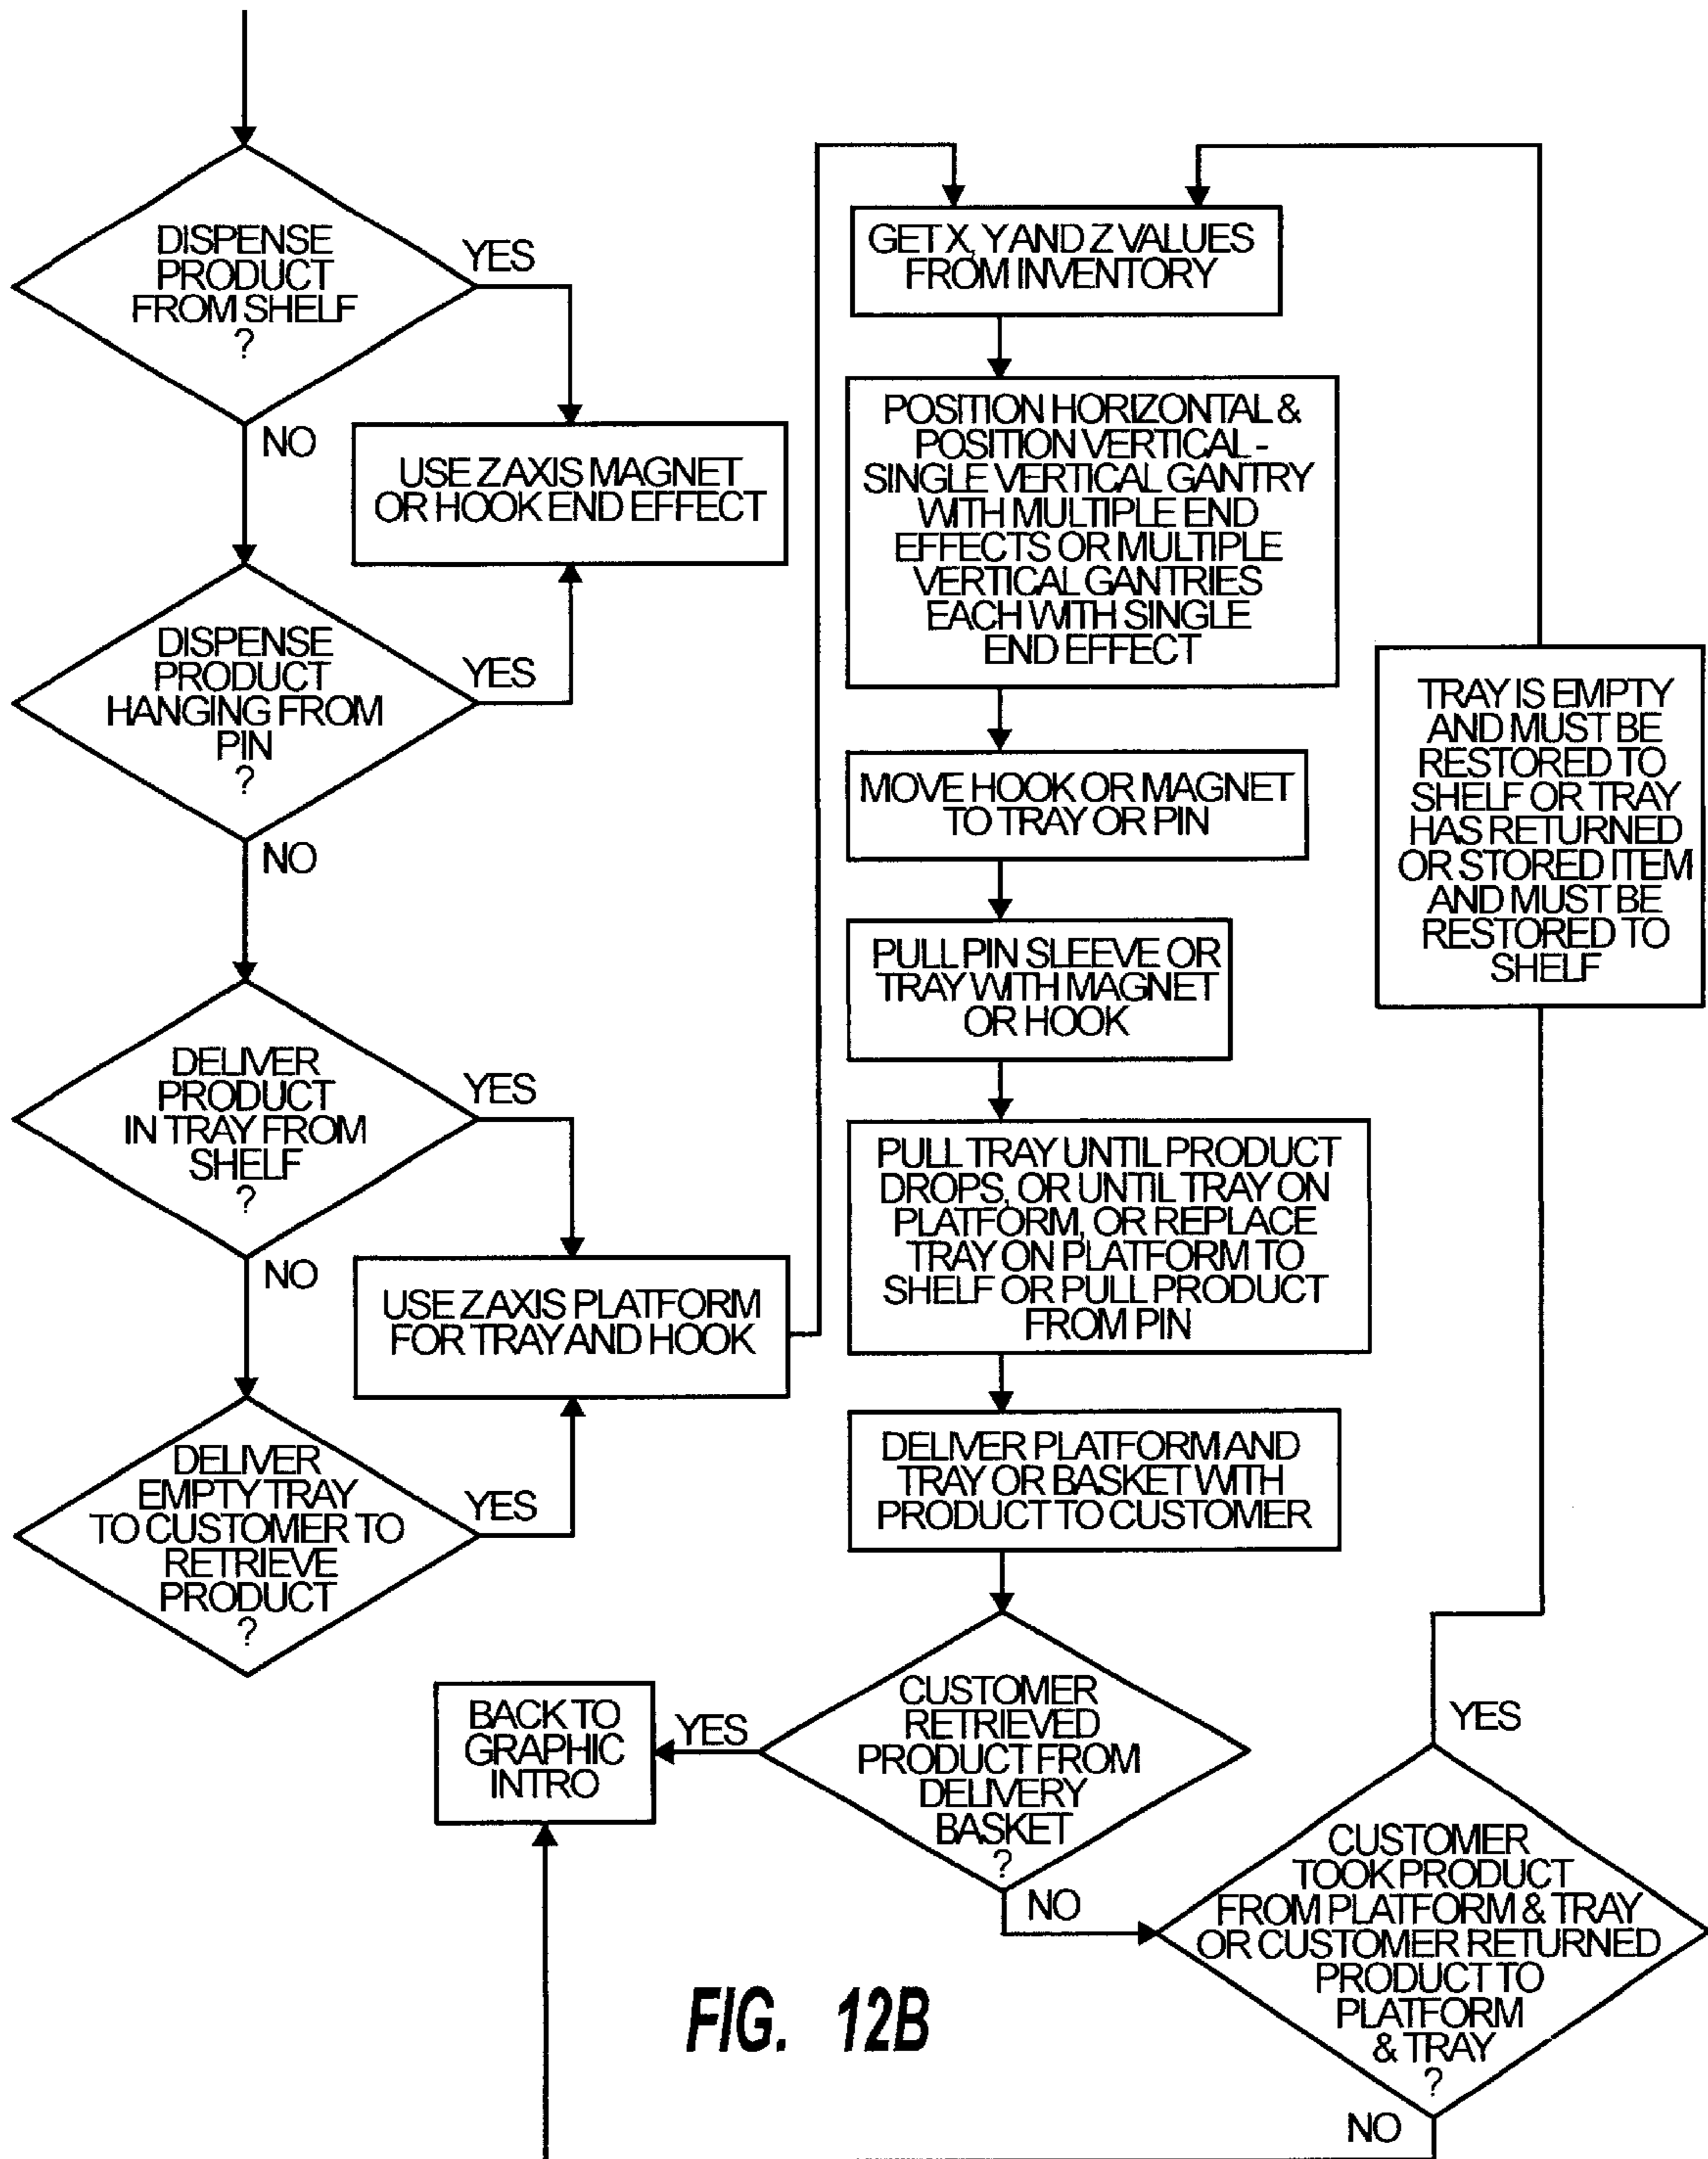 DISPENSE
PRODUCT
FROM SHELF
?
YES
NO
USE Z AXIS MAGNET
OR HOOK END EFFECT
DISPENSE
PRODUCT
HANGING FROM
PIN
?
YES
NO
DELIVER
PRODUCT
IN TRAY FROM
SHELF
?
YES
NO
USE Z AXIS PLATFORM
FOR TRAY AND HOOK
DELIVER
EMPTY TRAY
TO CUSTOMER TO
RETRIEVE
PRODUCT
?
YES
GET X, Y AND Z VALUES
FROM INVENTORY
POSITION HORIZONTAL &
POSITION VERTICAL -
SINGLE VERTICAL GANTRY
WITH MULTIPLE END
EFFECTS OR MULTIPLE
VERTICAL GANTRIES
EACH WITH SINGLE
END EFFECT
MOVE HOOK OR MAGNET
TO TRAY OR PIN
PULL PIN SLEEVE OR
TRAY WITH MAGNET
OR HOOK
PULL TRAY UNTIL PRODUCT
DROPS, OR UNTIL TRAY ON
PLATFORM, OR REPLACE
TRAY ON PLATFORM TO
SHELF OR PULL PRODUCT
FROM PIN
DELIVER PLATFORM AND
TRAY OR BASKET WITH
PRODUCT TO CUSTOMER
CUSTOMER
RETRIEVED
PRODUCT FROM
DELIVERY
BASKET
?
YES
NO
BACK TO
GRAPHIC
INTRO
TRAY IS EMPTY
AND MUST BE
RESTORED TO
SHELF OR TRAY
HAS RETURNED
OR STORED ITEM
AND MUST BE
RESTORED TO
SHELF
YES
CUSTOMER
TOOK PRODUCT
FROM PLATFORM & TRAY
OR CUSTOMER RETURNED
PRODUCT TO
PLATFORM
& TRAY
?
NO
FIG. 12B